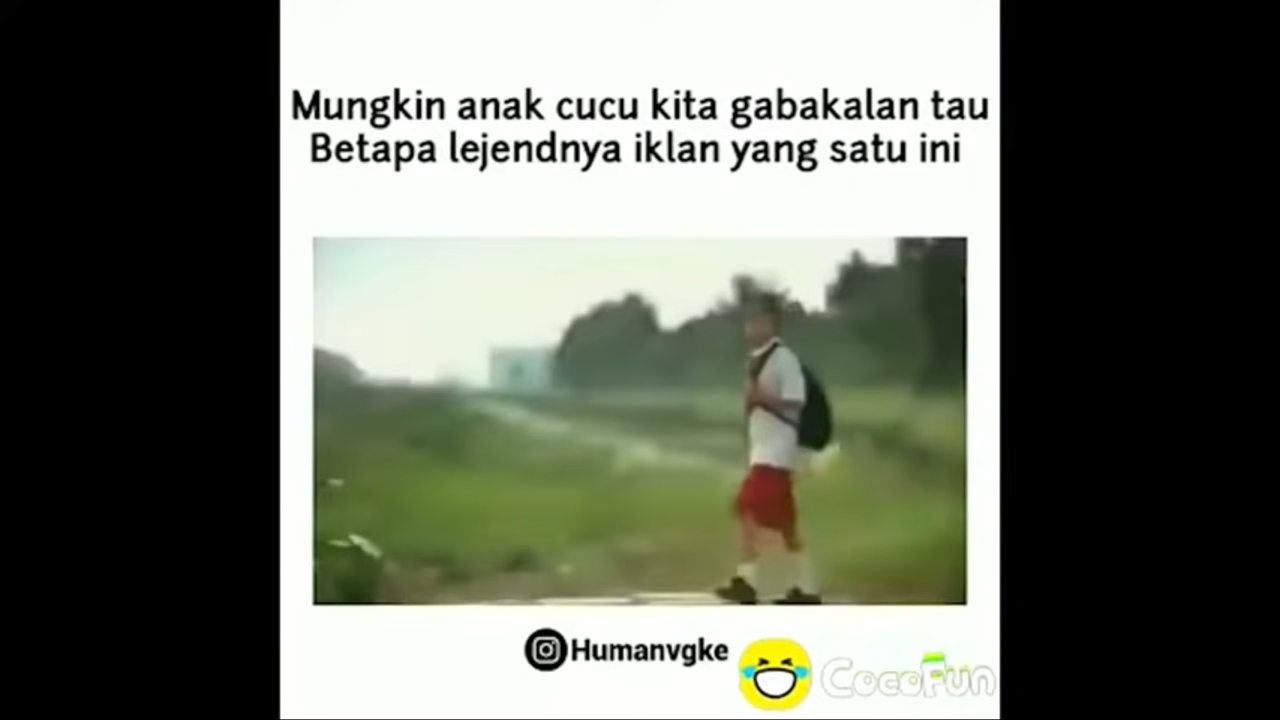 Mungkin anak cucu kita gabakalan tau
Betapa lejendnya iklan yang satu ini
Humanvgke
CocoFun